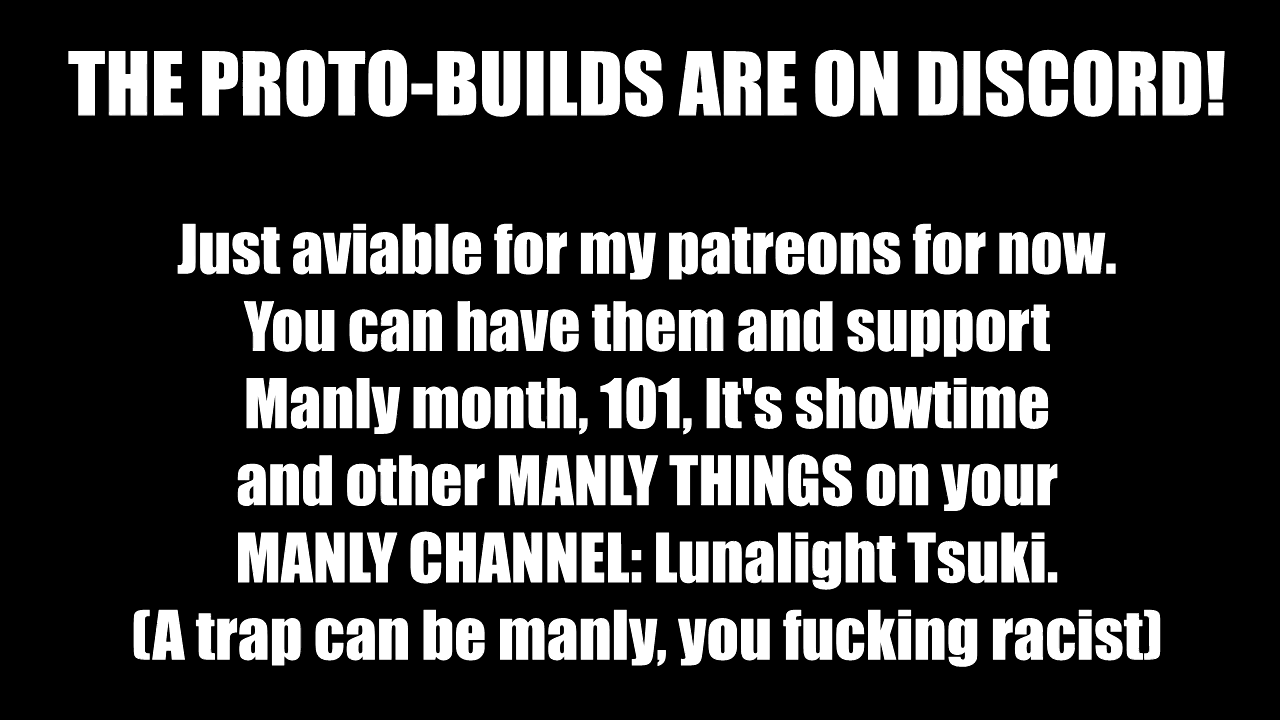 THE PROTO-BUILDS ARE ON DISCORD!
Just aviable for my patreons for now.
You can have them and support
Manly month, 101, It's showtime
and other MANLY THINGS on your
MANLY CHANNEL: Lunalight Tsuki.
(A trap can be manly, you fucking racist)